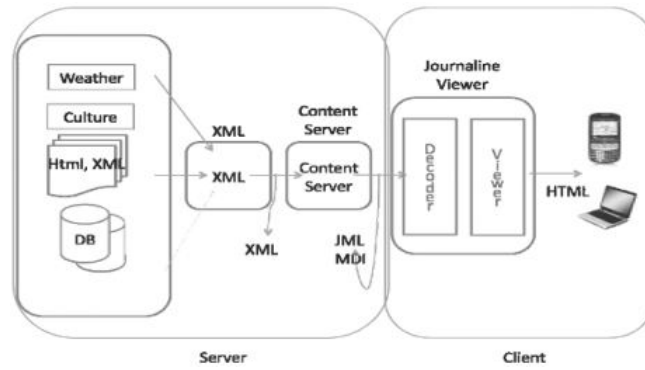 Weather
Culture
Html, XML
DB
XML
XML
XML
Content
Server
Content
Server
JML
MDI
Journaline
Viewer
Decoder
Viewer
HTML
Server
Client